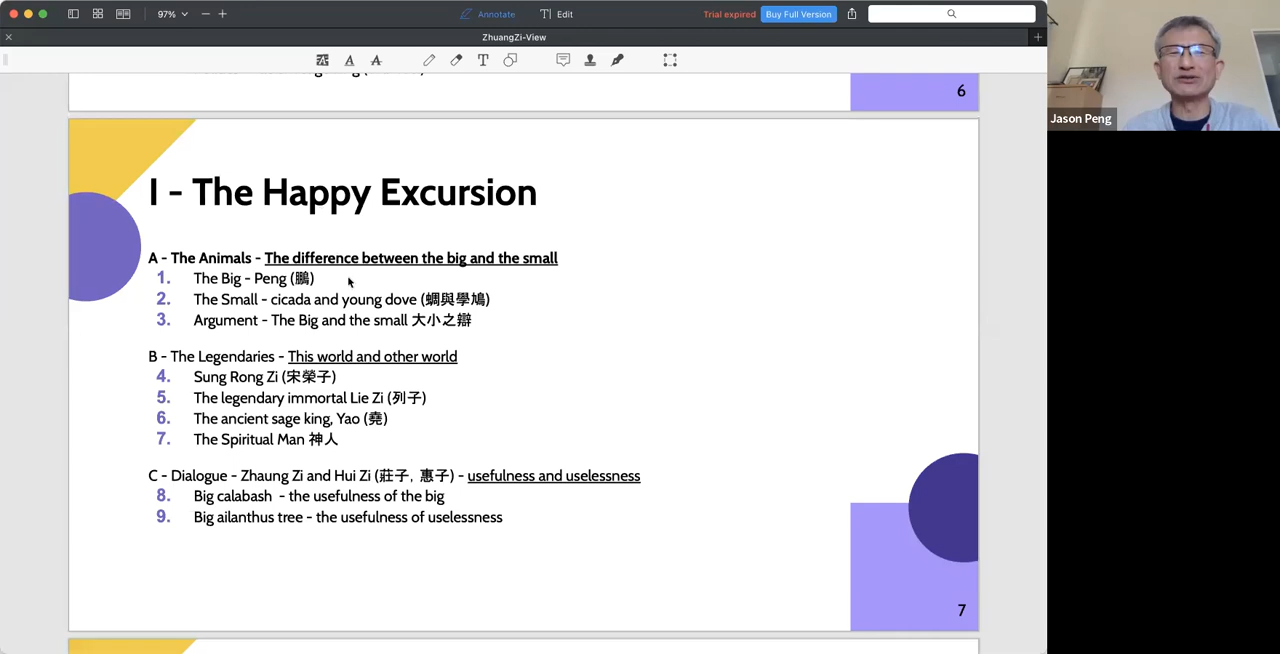 97%
Annotate
Edit
Trial expired
Buy Full Version
ZhuangZi-View
6
I - The Happy Excursion
A - The Animals - The difference between the big and the small
1. The Big - Peng (鵬)
2. The Small - cicada and young dove (蜩與學鳩)
3. Argument - The Big and the small 大小之辯
B - The Legendaries - This world and other world
4. Sung Rong Zi (宋榮子)
5. The legendary immortal Lie Zi (列子)
6. The ancient sage king, Yao (堯)
7. The Spiritual Man 神人
C - Dialogue - Zhaung Zi and Hui Zi (莊子, 惠子) - usefulness and uselessness
8. Big calabash - the usefulness of the big
9. Big ailanthus tree - the usefulness of uselessness
7
Jason Peng